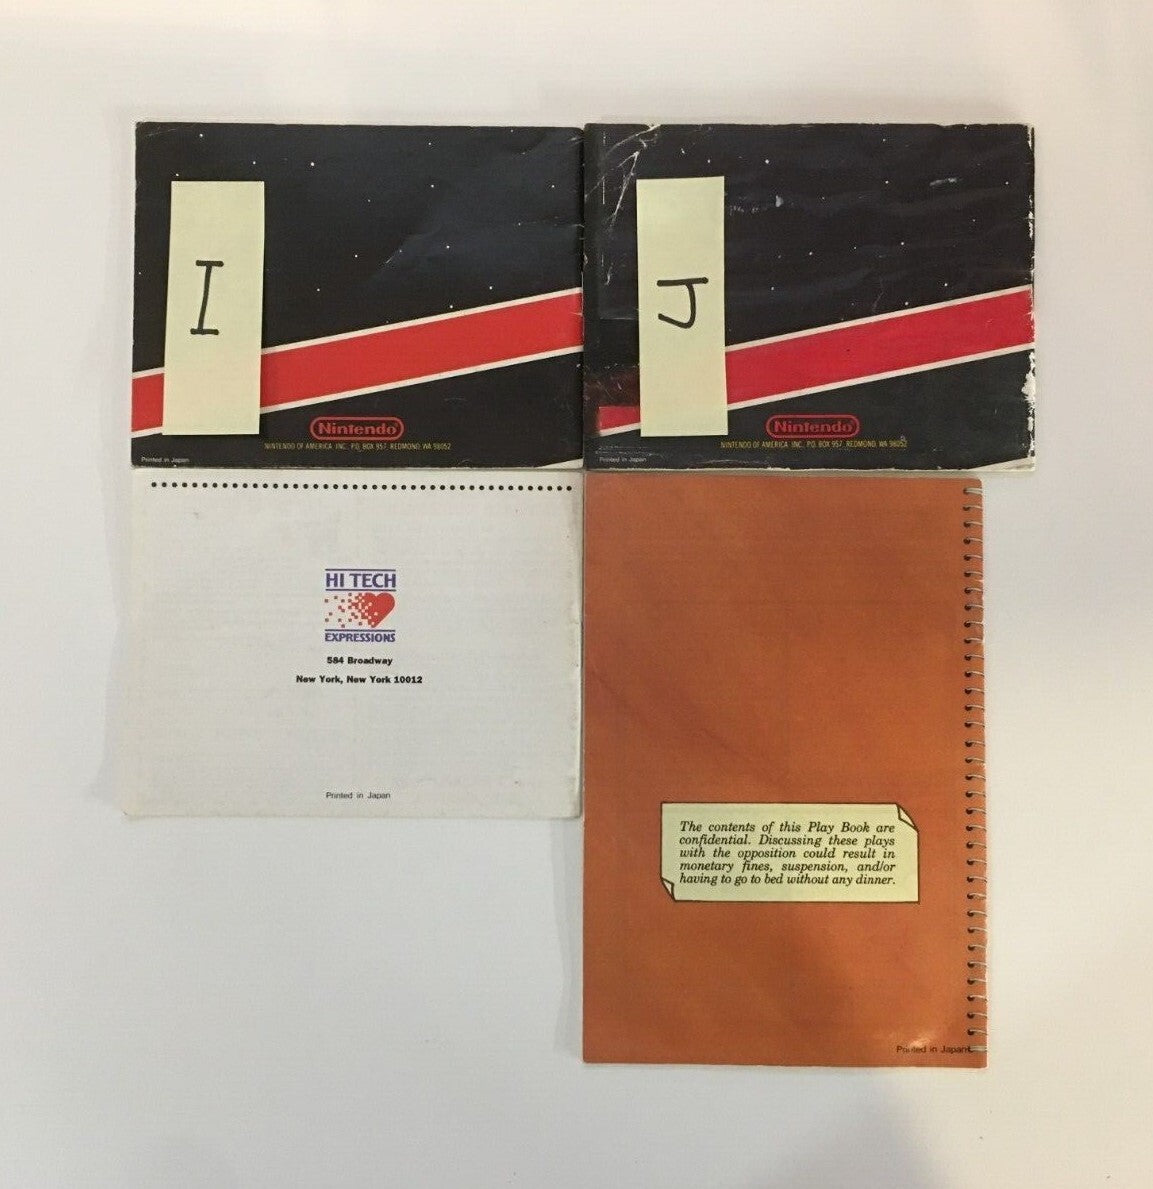 I
Nintendo®
NINTENDO OF AMERICA INC. P.O. BOX 957 REDMOND, WA 98052
Printed in Japan
J
Nintendo®
NINTENDO OF AMERICA INC. P.O. BOX 957 REDMOND, WA 98052
Printed in Japan
HI TECH
EXPRESSIONS
584 Broadway
New York, New York 10012
Printed in Japan
The contents of this Play Book are
confidential. Discussing these plays
with the opposition could result in
monetary fines, suspension, and/or
having to go to bed without any dinner.
Printed in Japan